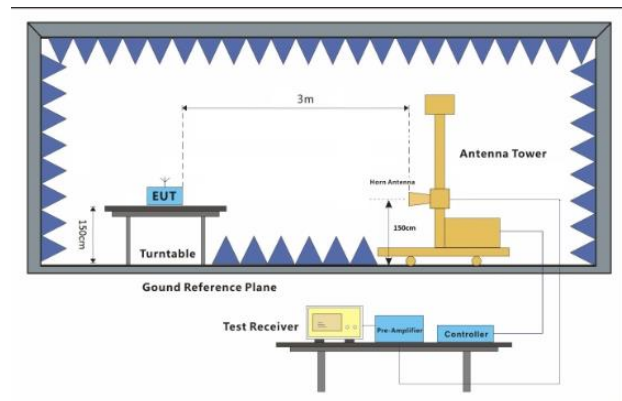 3m
Antenna Tower
Horn Antenna
EUT
150cm
150cm
Turntable
Gound Reference Plane
Test Receiver
Pre-Amplifier
Controller